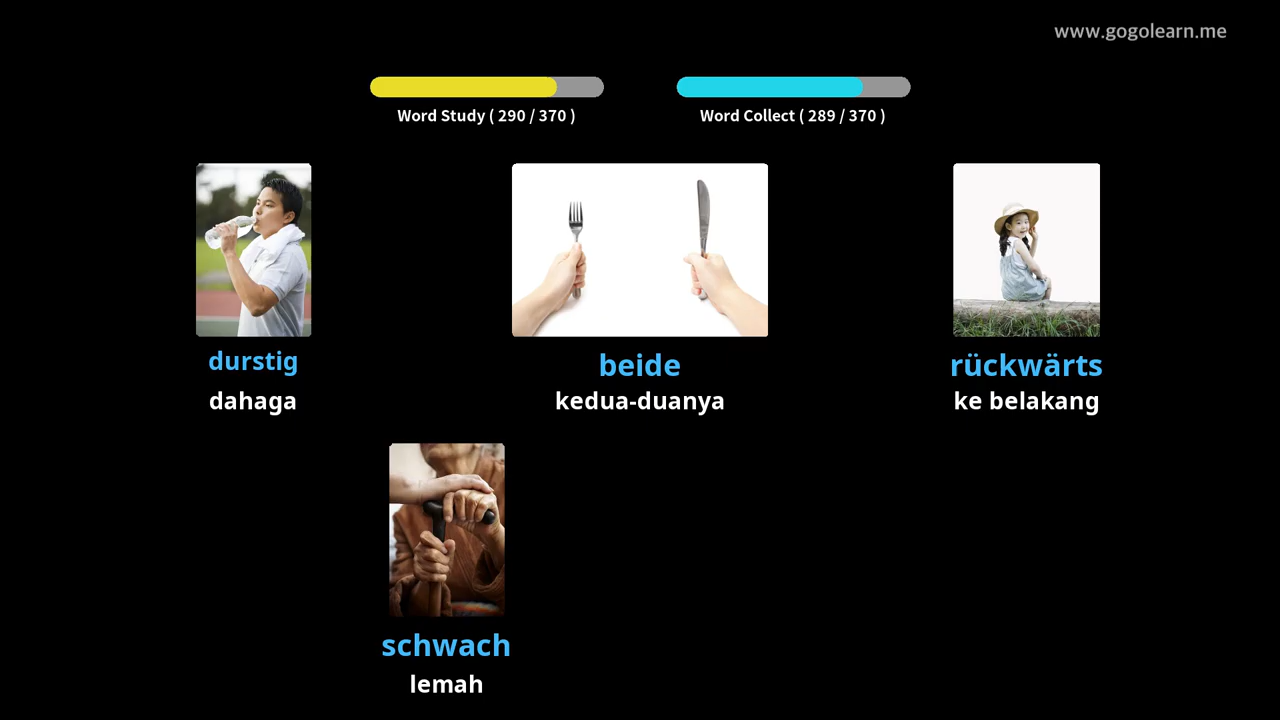 www.gogolearn.me
Word Study ( 290 / 370 )
Word Collect ( 289 / 370 )
durstig
beide
rückwärts
dahaga
kedua-duanya
ke belakang
schwach
lemah